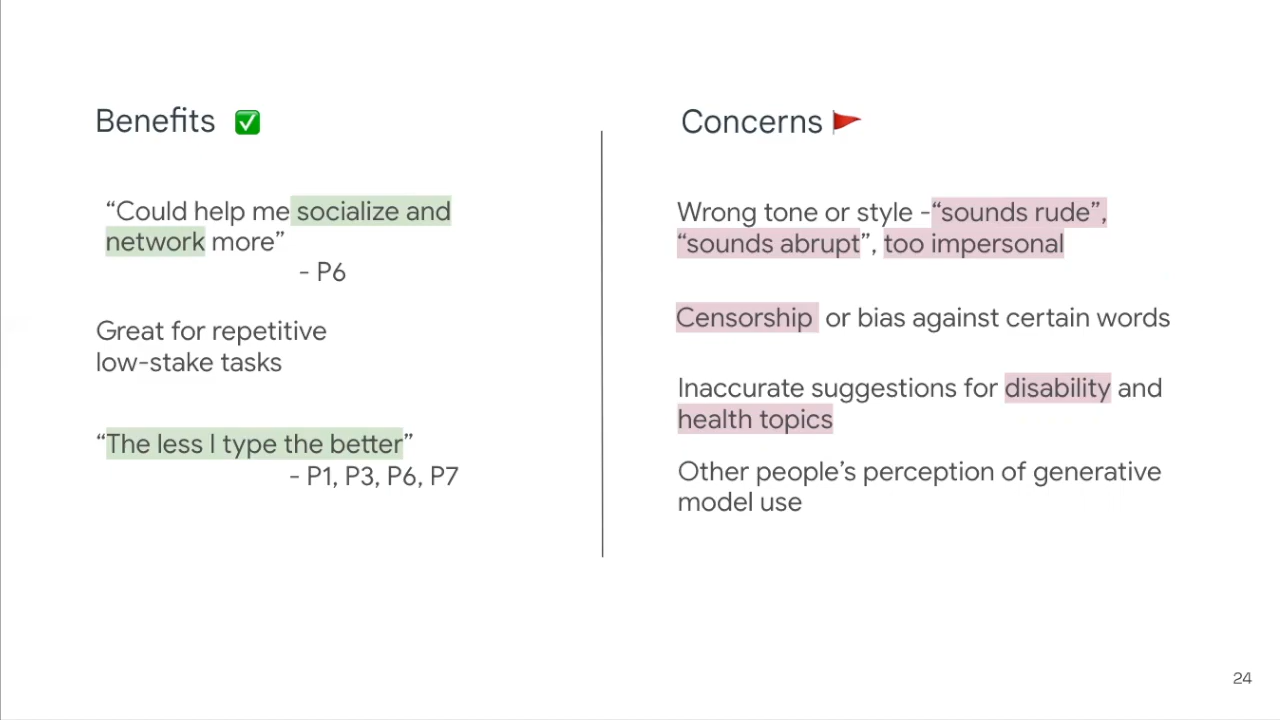 Benefits ✅
“Could help me socialize and
network more”
- P6
Great for repetitive
low-stake tasks
“The less I type the better”
- P1, P3, P6, P7
Concerns 🚩
Wrong tone or style -“sounds rude”,
“sounds abrupt”, too impersonal
Censorship or bias against certain words
Inaccurate suggestions for disability and
health topics
Other people’s perception of generative
model use
24